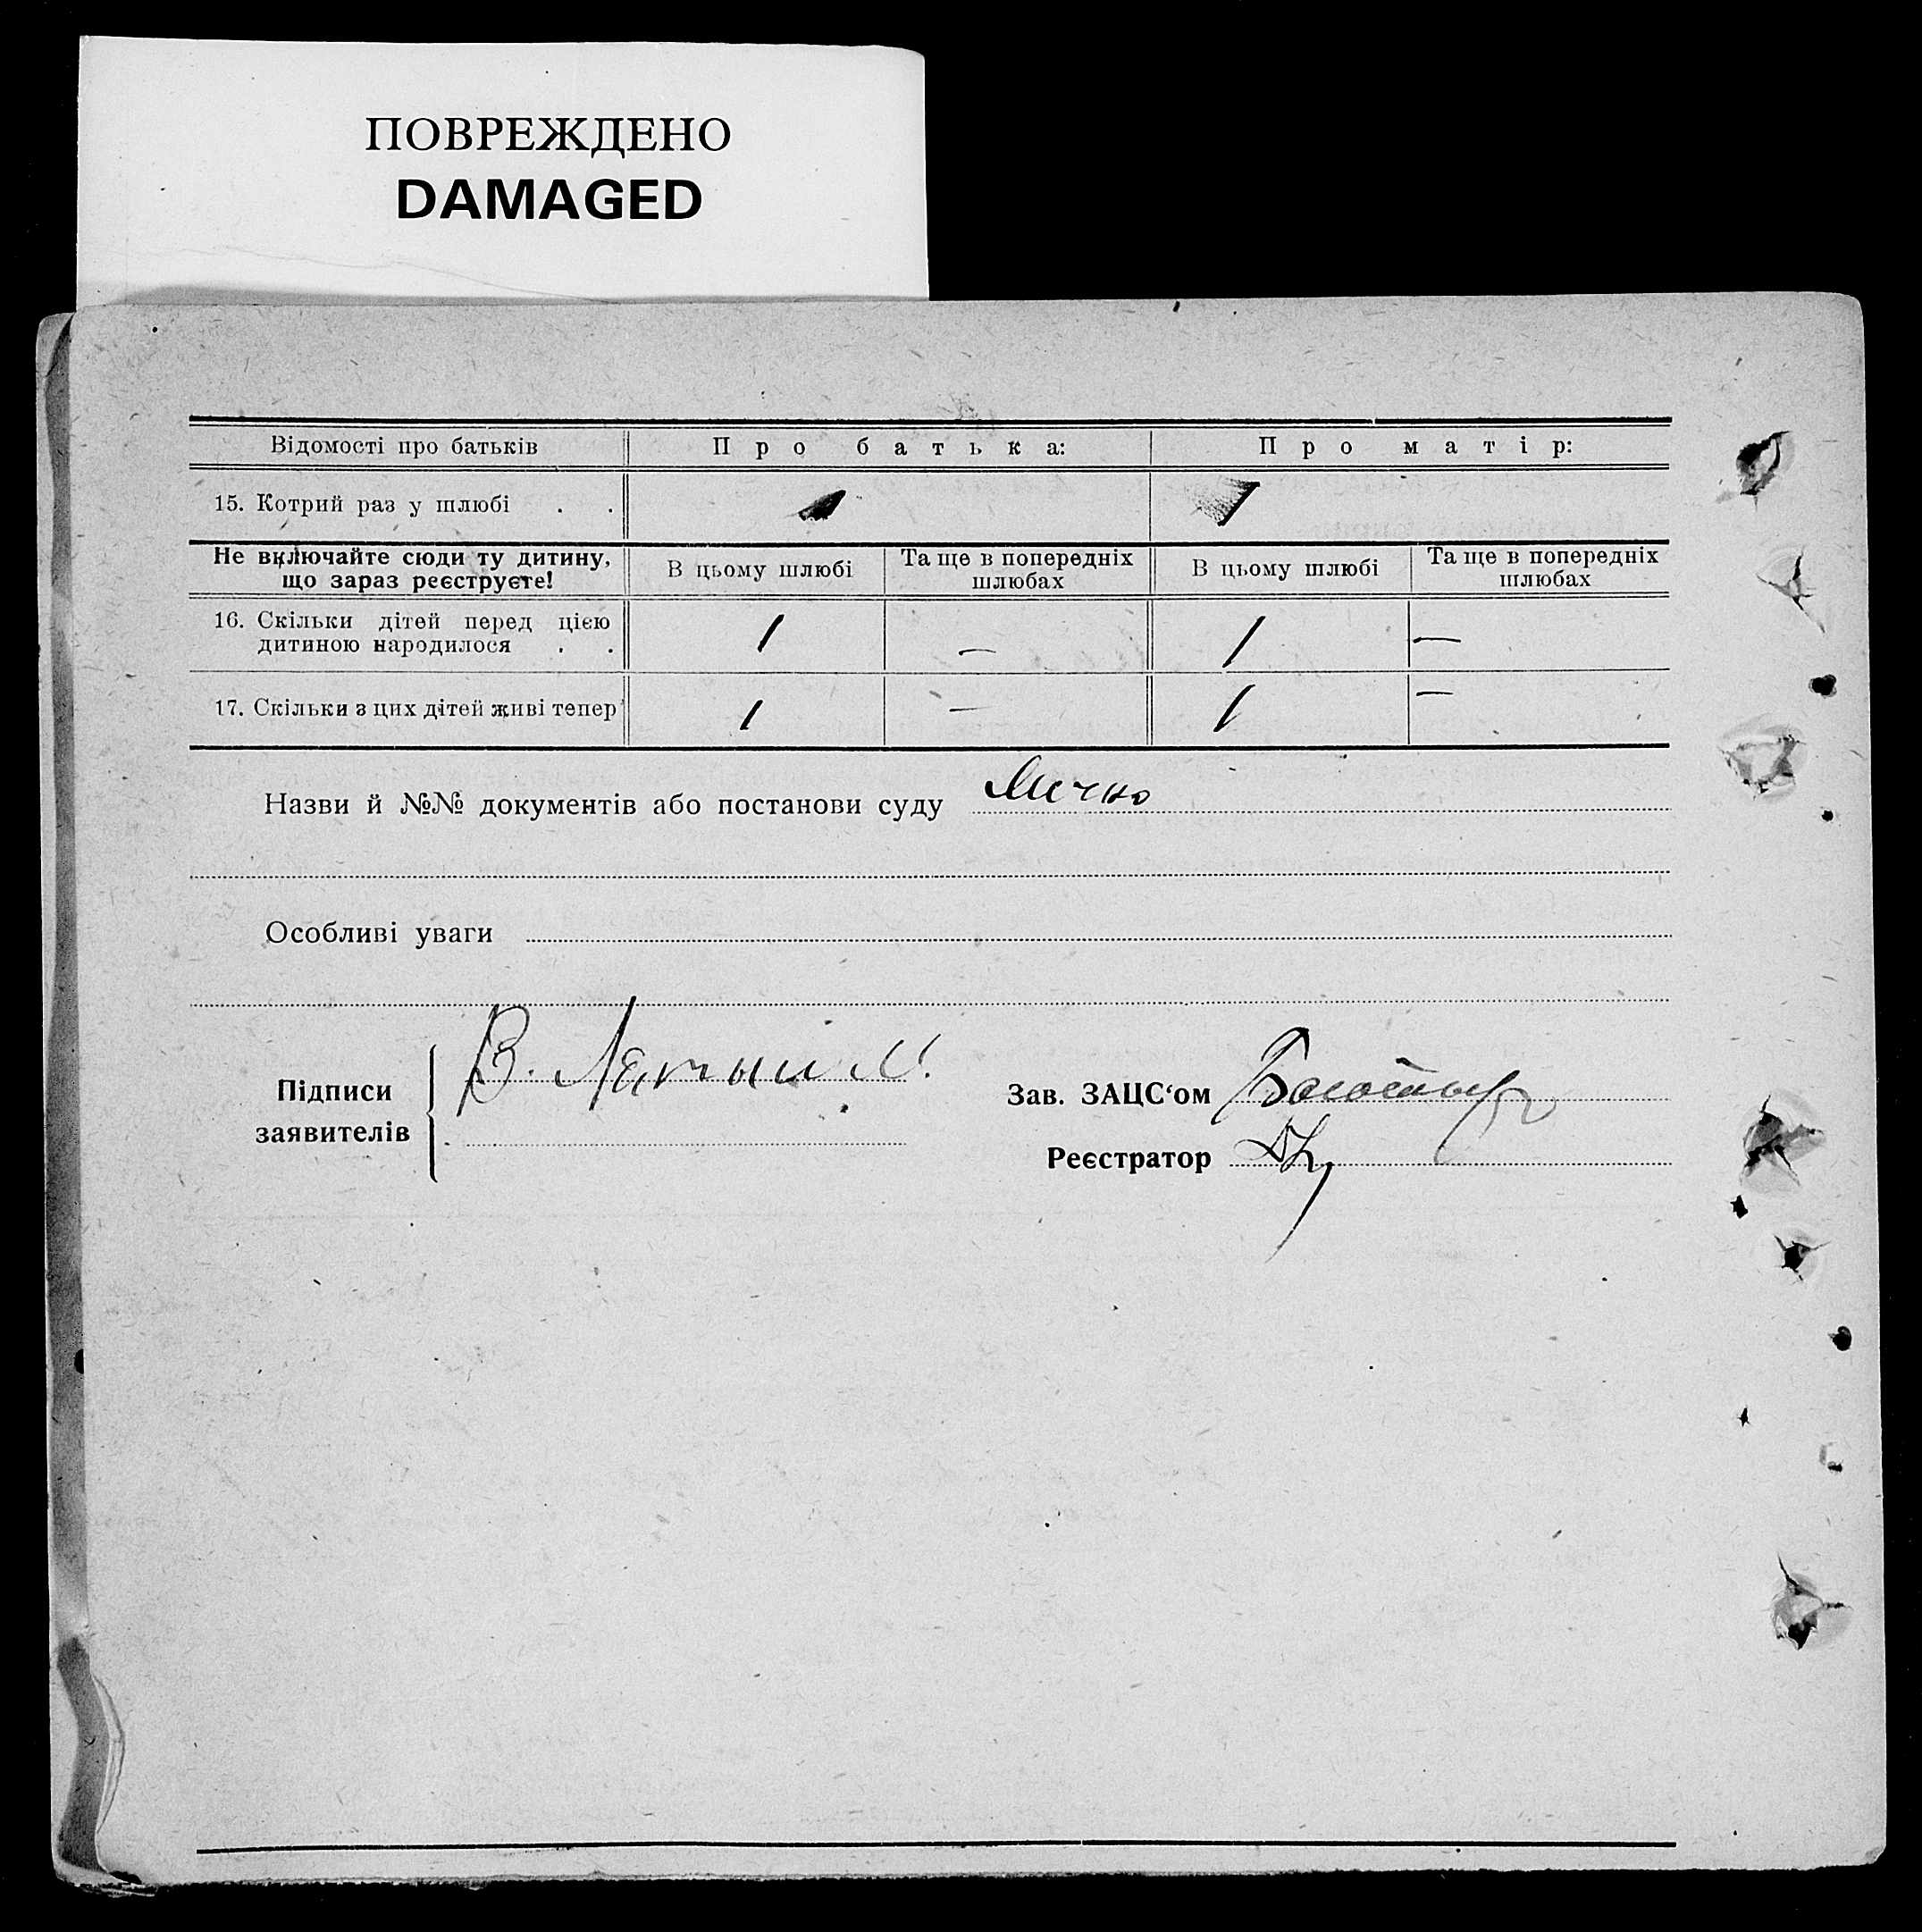 ПОВРЕЖДЕНО
DAMAGED
Відомості про батьків Про батька: Про матір:
15. Котрий раз у шлюбі . . 1 1
Не включайте сюди ту дитину, що зараз реєструєте! В цьому шлюбі Та ще в попередніх шлюбах В цьому шлюбі Та ще в попередніх шлюбах
16. Скільки дітей перед цією
дитиною народилося . . 1 — 1 —
17. Скільки з цих дітей живі тепер 1 — 1 —
Назви й №№ документів або постанови суду Лично
Особливі уваги
Підписи
заявителів
Зав. ЗАЦС‘ом
Реєстратор